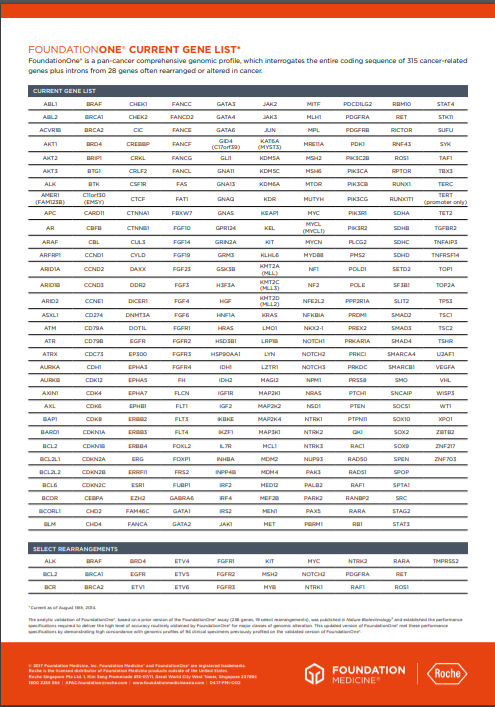 FOUNDATIONONE® CURRENT GENE LIST*
FoundationOne® is a pan-cancer comprehensive genomic profile, which interrogates the entire coding sequence of 315 cancer-related
genes plus introns from 28 genes often rearranged or altered in cancer.
CURRENT GENE LIST
ABL1 BRAF CHEK1 FANCC GATA3 JAK2 MITF PDCD1LG2 RBM10 STAT4
ABL2 BRCA1 CHEK2 FANCD2 GATA4 JAK3 MLH1 PDGFRA RET STK11
ACVR1B BRCA2 CIC FANCE GATA6 JUN MPL PDGFRB RICTOR SUFU
AKT1 BRD4 CREBBP FANCF GID4 (C17orf39) KAT6A (MYST3) MRE11A PDK1 RNF43 SYK
AKT2 BRIP1 CRKL FANCG GLI1 KDM5A MSH2 PIK3C2B ROS1 TAF1
AKT3 BTG1 CRLF2 FANCL GNA11 KDM5C MSH6 PIK3CA RPTOR TBX3
ALK BTK CSF1R FAS GNA13 KDM6A MTOR PIK3CB RUNX1 TERC
AMER1 (FAM123B) C11orf30 (EMSY) CTCF FAT1 GNAQ KDR MUTYH PIK3CG RUNX1T1 TERT (promoter only)
APC CARD11 CTNNA1 FBXW7 GNAS KEAP1 MYC PIK3R1 SDHA TET2
AR CBFB CTNNB1 FGF10 GPR124 KEL MYCL (MYCL1) PIK3R2 SDHB TGFBR2
ARAF CBL CUL3 FGF14 GRIN2A KIT MYCN PLCG2 SDHC TNFAIP3
ARFRP1 CCND1 CYLD FGF19 GRM3 KLHL6 MYD88 PMS2 SDHD TNFRSF14
ARID1A CCND2 DAXX FGF23 GSK3B KMT2A (MLL) NF1 POLD1 SETD2 TOP1
ARID1B CCND3 DDR2 FGF3 H3F3A KMT2C (MLL3) NF2 POLE SF3B1 TOP2A
ARID2 CCNE1 DICER1 FGF4 HGF KMT2D (MLL2) NFE2L2 PPP2R1A SLIT2 TP53
ASXL1 CD274 DNMT3A FGF6 HNF1A KRAS NFKBIA PRDM1 SMAD2 TSC1
ATM CD79A DOT1L FGFR1 HRAS LMO1 NKX2-1 PREX2 SMAD3 TSC2
ATR CD79B EGFR FGFR2 HSD3B1 LRP1B NOTCH1 PRKAR1A SMAD4 TSHR
ATRX CDC73 EP300 FGFR3 HSP90AA1 LYN NOTCH2 PRKCI SMARCA4 U2AF1
AURKA CDH1 EPHA3 FGFR4 IDH1 LZTR1 NOTCH3 PRKDC SMARCB1 VEGFA
AURKB CDK12 EPHA5 FH IDH2 MAGI2 NPM1 PRSS8 SMO VHL
AXIN1 CDK4 EPHA7 FLCN IGF1R MAP2K1 NRAS PTCH1 SNCAIP WISP3
AXL CDK6 EPHB1 FLT1 IGF2 MAP2K2 NSD1 PTEN SOCS1 WT1
BAP1 CDK8 ERBB2 FLT3 IKBKE MAP2K4 NTRK1 PTPN11 SOX10 XPO1
BARD1 CDKN1A ERBB3 FLT4 IKZF1 MAP3K1 NTRK2 QKI SOX2 ZBTB2
BCL2 CDKN1B ERBB4 FOXL2 IL7R MCL1 NTRK3 RAC1 SOX9 ZNF217
BCL2L1 CDKN2A ERG FOXP1 INHBA MDM2 NUP93 RAD50 SPEN ZNF703
BCL2L2 CDKN2B ERRFI1 FRS2 INPP4B MDM4 PAK3 RAD51 SPOP
BCL6 CDKN2C ESR1 FUBP1 IRF2 MED12 PALB2 RAF1 SPTA1
BCOR CEBPA EZH2 GABRA6 IRF4 MEF2B PARK2 RANBP2 SRC
BCORL1 CHD2 FAM46C GATA1 IRS2 MEN1 PAX5 RARA STAG2
BLM CHD4 FANCA GATA2 JAK1 MET PBRM1 RB1 STAT3
SELECT REARRANGEMENTS
ALK BRAF BRD4 ETV4 FGFR1 KIT MYC NTRK2 RARA TMPRSS2
BCL2 BRCA1 EGFR ETV5 FGFR2 MSH2 NOTCH2 PDGFRA RET
BCR BRCA2 ETV1 ETV6 FGFR3 MYB NTRK1 RAF1 ROS1
*Current as of August 18th, 2014.
The analytic validation of FoundationOne®, based on a prior version of the FoundationOne® assay (236 genes, 19 select rearrangements), was published in Nature Biotechnology¹ and established the performance
specifications required to deliver the high level of accuracy routinely obtained by FoundationOne® for major classes of genomic alteration. This updated version of FoundationOne® met these performance
specifications by demonstrating high concordance with genomic profiles of 94 clinical specimens previously profiled on the validated version of FoundationOne®.
© 2017 Foundation Medicine, Inc. Foundation Medicine® and FoundationOne® are registered trademarks.
Roche is the licensed distributor of Foundation Medicine products outside of the United States.
Roche Singapore Pte Ltd. 1, Kim Seng Promenade #15-07/11, Great World City West Tower, Singapore 237994
FOUNDATION
MEDICINE®
Roche